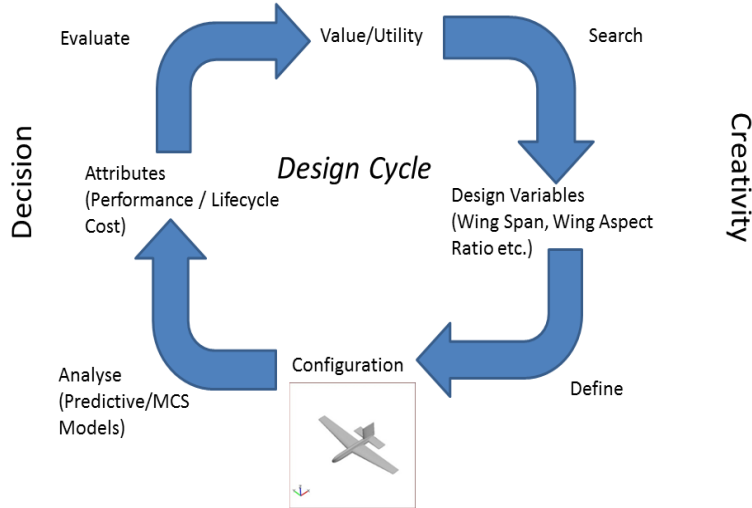 Evaluate
Value/Utility
Search
Decision
Creativity
Attributes
(Performance / Lifecycle
Cost)
Design Cycle
Design Variables
(Wing Span, Wing Aspect
Ratio etc.)
Analyse
(Predictive/MCS
Models)
Configuration
Define